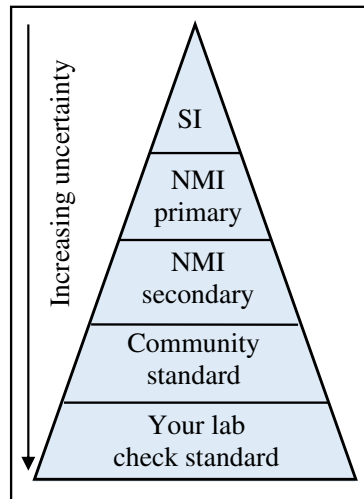 Increasing uncertainty
SI
NMI
primary
NMI
secondary
Community
standard
Your lab
check standard